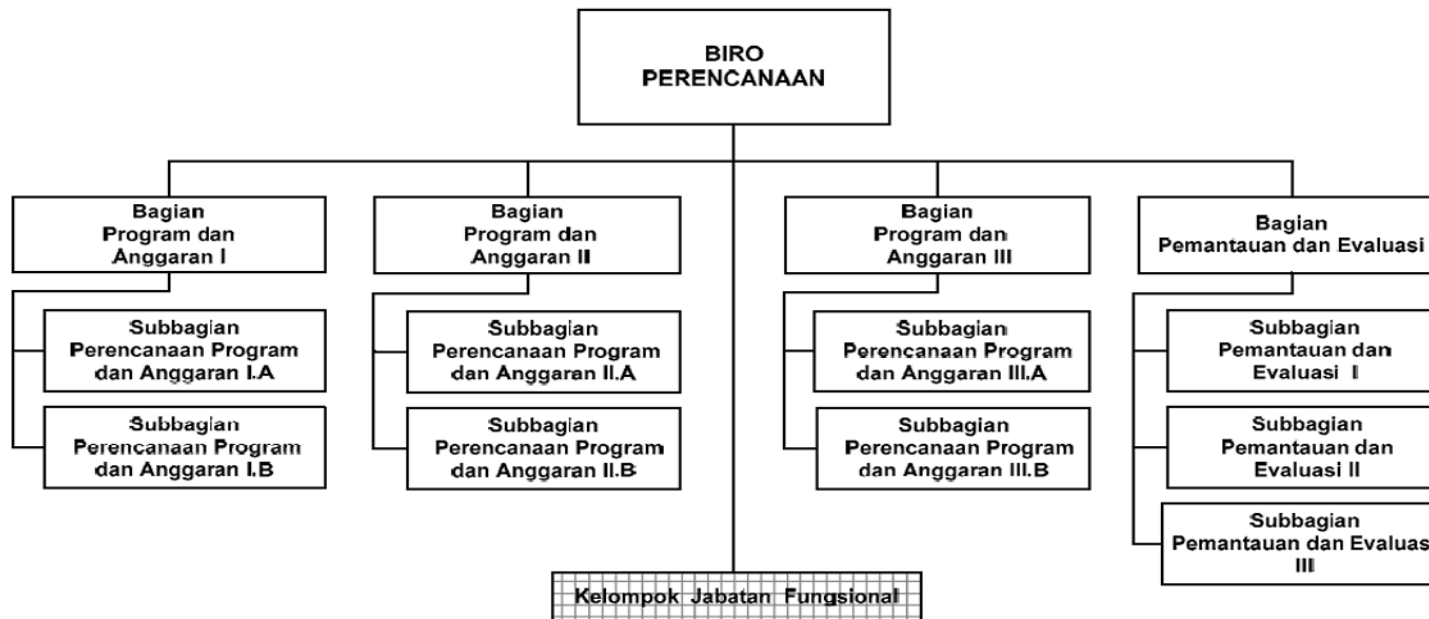 BIRO
PERENCANAAN
Bagian
Program dan
Anggaran I
Bagian
Program dan
Anggaran II
Bagian
Program dan
Anggaran III
Bagian
Pemantauan dan Evaluasi
Subbagian
Perencanaan Program
dan Anggaran I.A
Subbagian
Perencanaan Program
dan Anggaran II.A
Subbagian
Perencanaan Program
dan Anggaran III.A
Subbagian
Pemantauan dan
Evaluasi I
Subbagian
Perencanaan Program
dan Anggaran I.B
Subbagian
Perencanaan Program
dan Anggaran II.B
Subbagian
Perencanaan Program
dan Anggaran III.B
Subbagian
Pemantauan dan
Evaluasi II
Subbagian
Pemantauan dan Evaluas
III
Kelompok Jabatan Fungsional